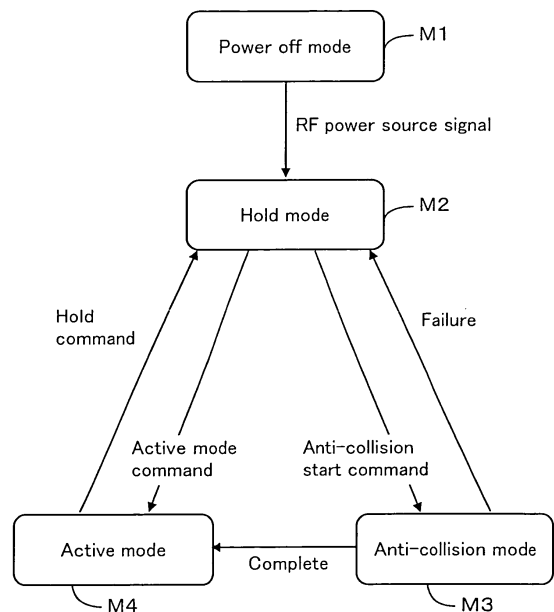 Power off mode
M1
RF power source signal
Hold mode
M2
Hold
command
Failure
Active mode
command
Anti-collision
start command
Active mode
Complete
Anti-collision mode
M4
M3